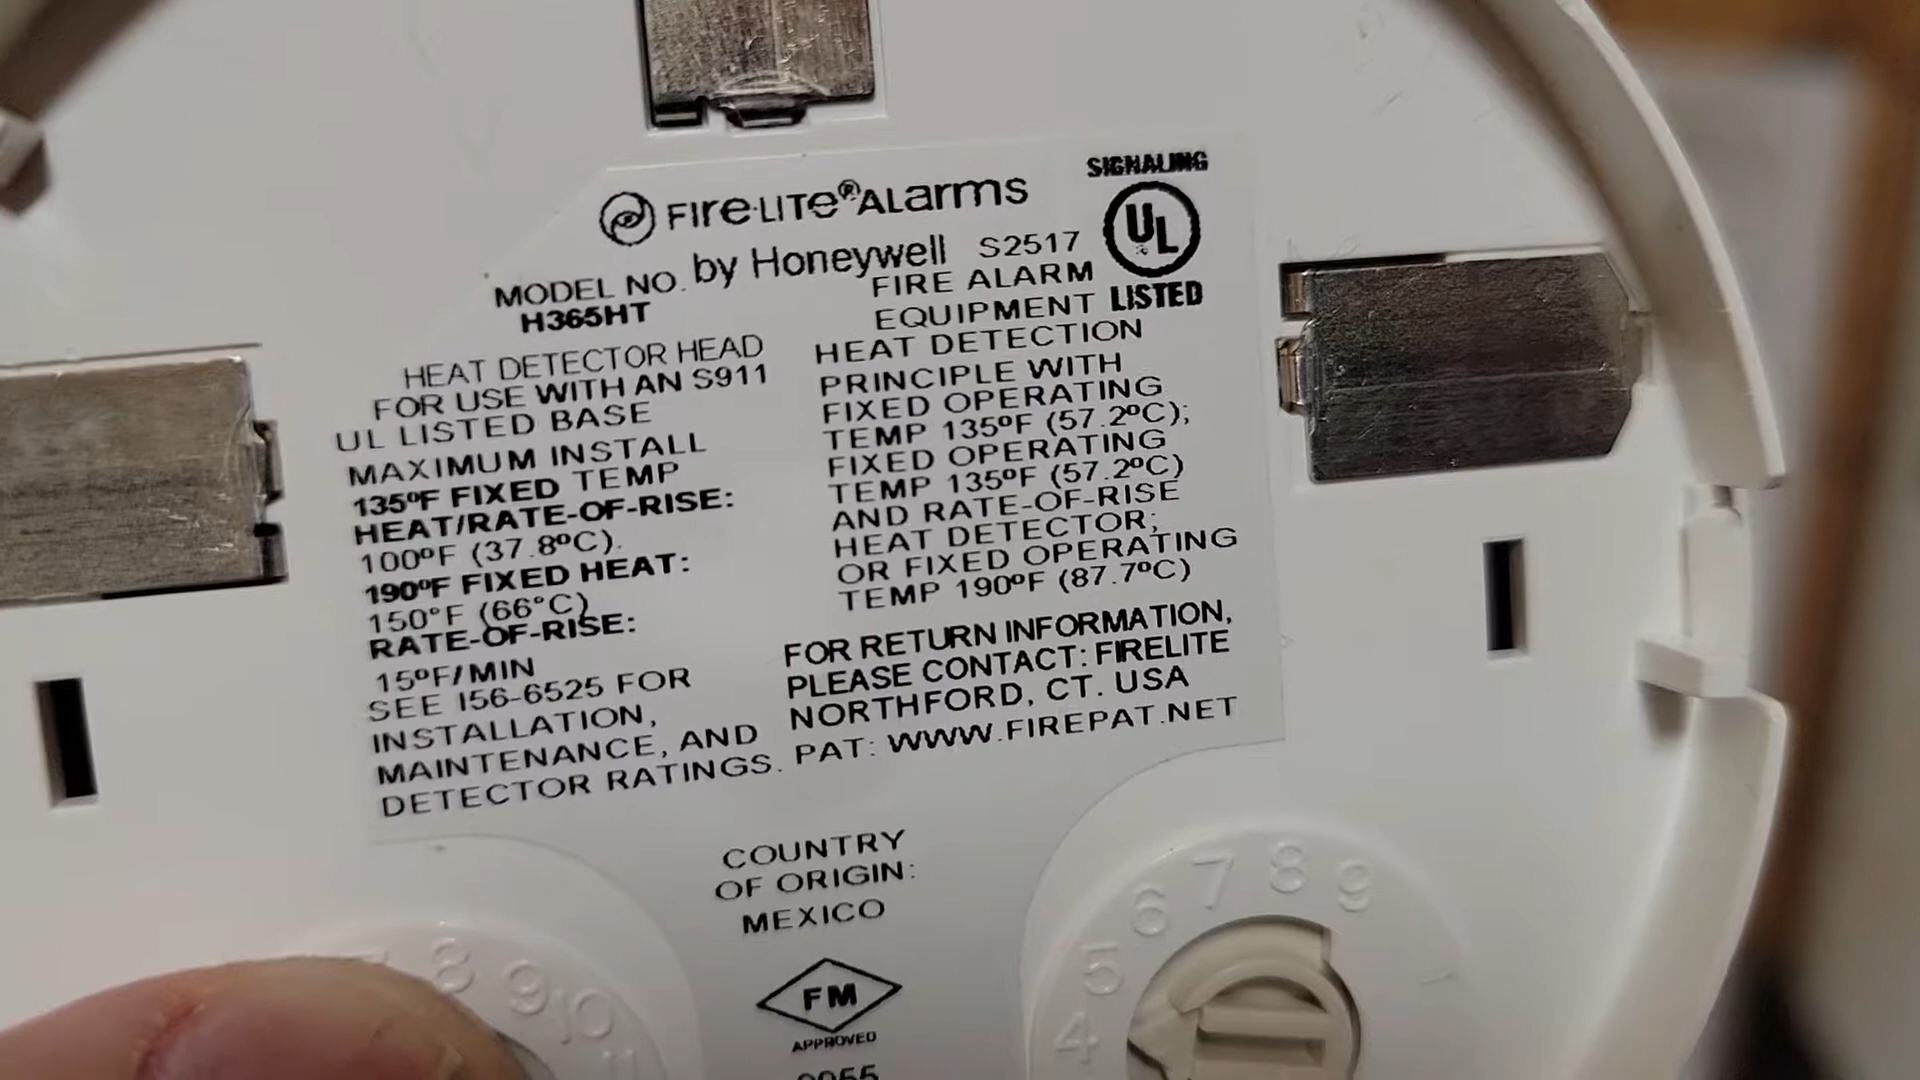 FIRE·LITE® ALARMS
by Honeywell
SIGNALING
UL
LISTED
S2517
FIRE ALARM
EQUIPMENT
MODEL NO.
H365HT
HEAT DETECTOR HEAD
FOR USE WITH AN S911
UL LISTED BASE
MAXIMUM INSTALL
135ºF FIXED TEMP
HEAT/RATE-OF-RISE:
100ºF (37.8ºC).
190ºF FIXED HEAT:
150°F (66°C)
RATE-OF-RISE:
15ºF/MIN
SEE I56-6525 FOR
INSTALLATION,
MAINTENANCE, AND
DETECTOR RATINGS.
HEAT DETECTION
PRINCIPLE WITH
FIXED OPERATING
TEMP 135ºF (57.2ºC);
FIXED OPERATING
TEMP 135ºF (57.2ºC)
AND RATE-OF-RISE
HEAT DETECTOR;
OR FIXED OPERATING
TEMP 190ºF (87.7ºC)
FOR RETURN INFORMATION,
PLEASE CONTACT: FIRELITE
NORTHFORD, CT. USA
PAT: WWW.FIREPAT.NET
COUNTRY
OF ORIGIN:
MEXICO
FM
APPROVED
8 9 10 11
4 5 6 7 8 9